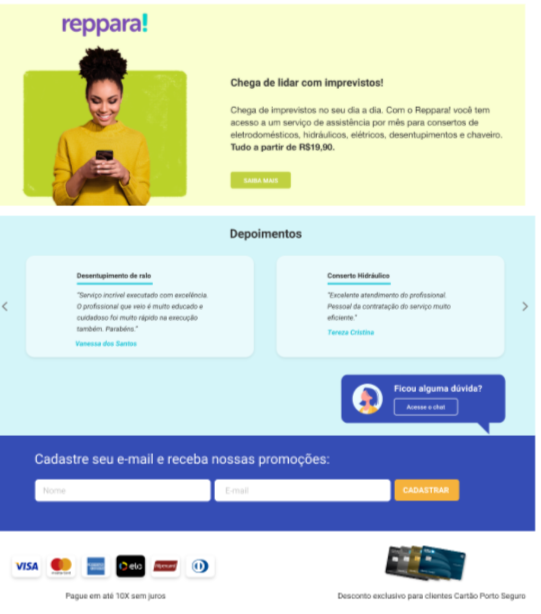 reppara!
Chega de lidar com imprevistos!
Chega de imprevistos no seu dia a dia. Com o Reppara! você tem
acesso a um serviço de assistência por mês para consertos de
eletrodomésticos, hidráulicos, elétricos, desentupimentos e chaveiro.
Tudo a partir de R$19,90.
SAIBA MAIS
Depoimentos
Desentupimento de ralo
"Serviço incrível executado com excelência.
O profissional que veio é muito educado e
cuidadoso foi muito rápido na execução
também. Parabéns."
Vanessa dos Santos
Conserto Hidráulico
"Excelente atendimento do profissional.
Pessoal da contratação do serviço muito
eficiente."
Tereza Cristina
Ficou alguma dúvida?
Acesse o chat
Cadastre seu e-mail e receba nossas promoções:
Nome
E-mail
CADASTRAR
VISA
elo
Hipercard
Pague em até 10X sem juros
Desconto exclusivo para clientes Cartão Porto Seguro